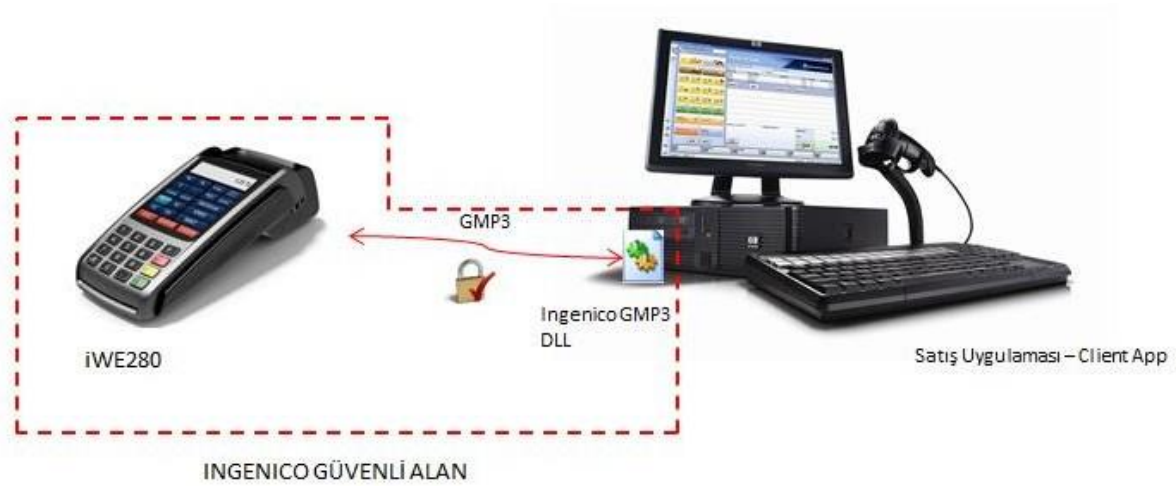 GMP3
Ingenico GMP3
DLL
iWE280
Satış Uygulaması – Client App
INGENICO GÜVENLİ ALAN